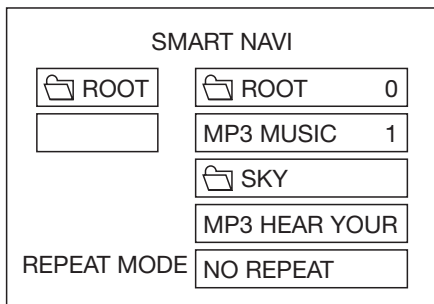 SMART NAVI
ROOT ROOT 0
MP3 MUSIC 1
SKY
MP3 HEAR YOUR
REPEAT MODE NO REPEAT